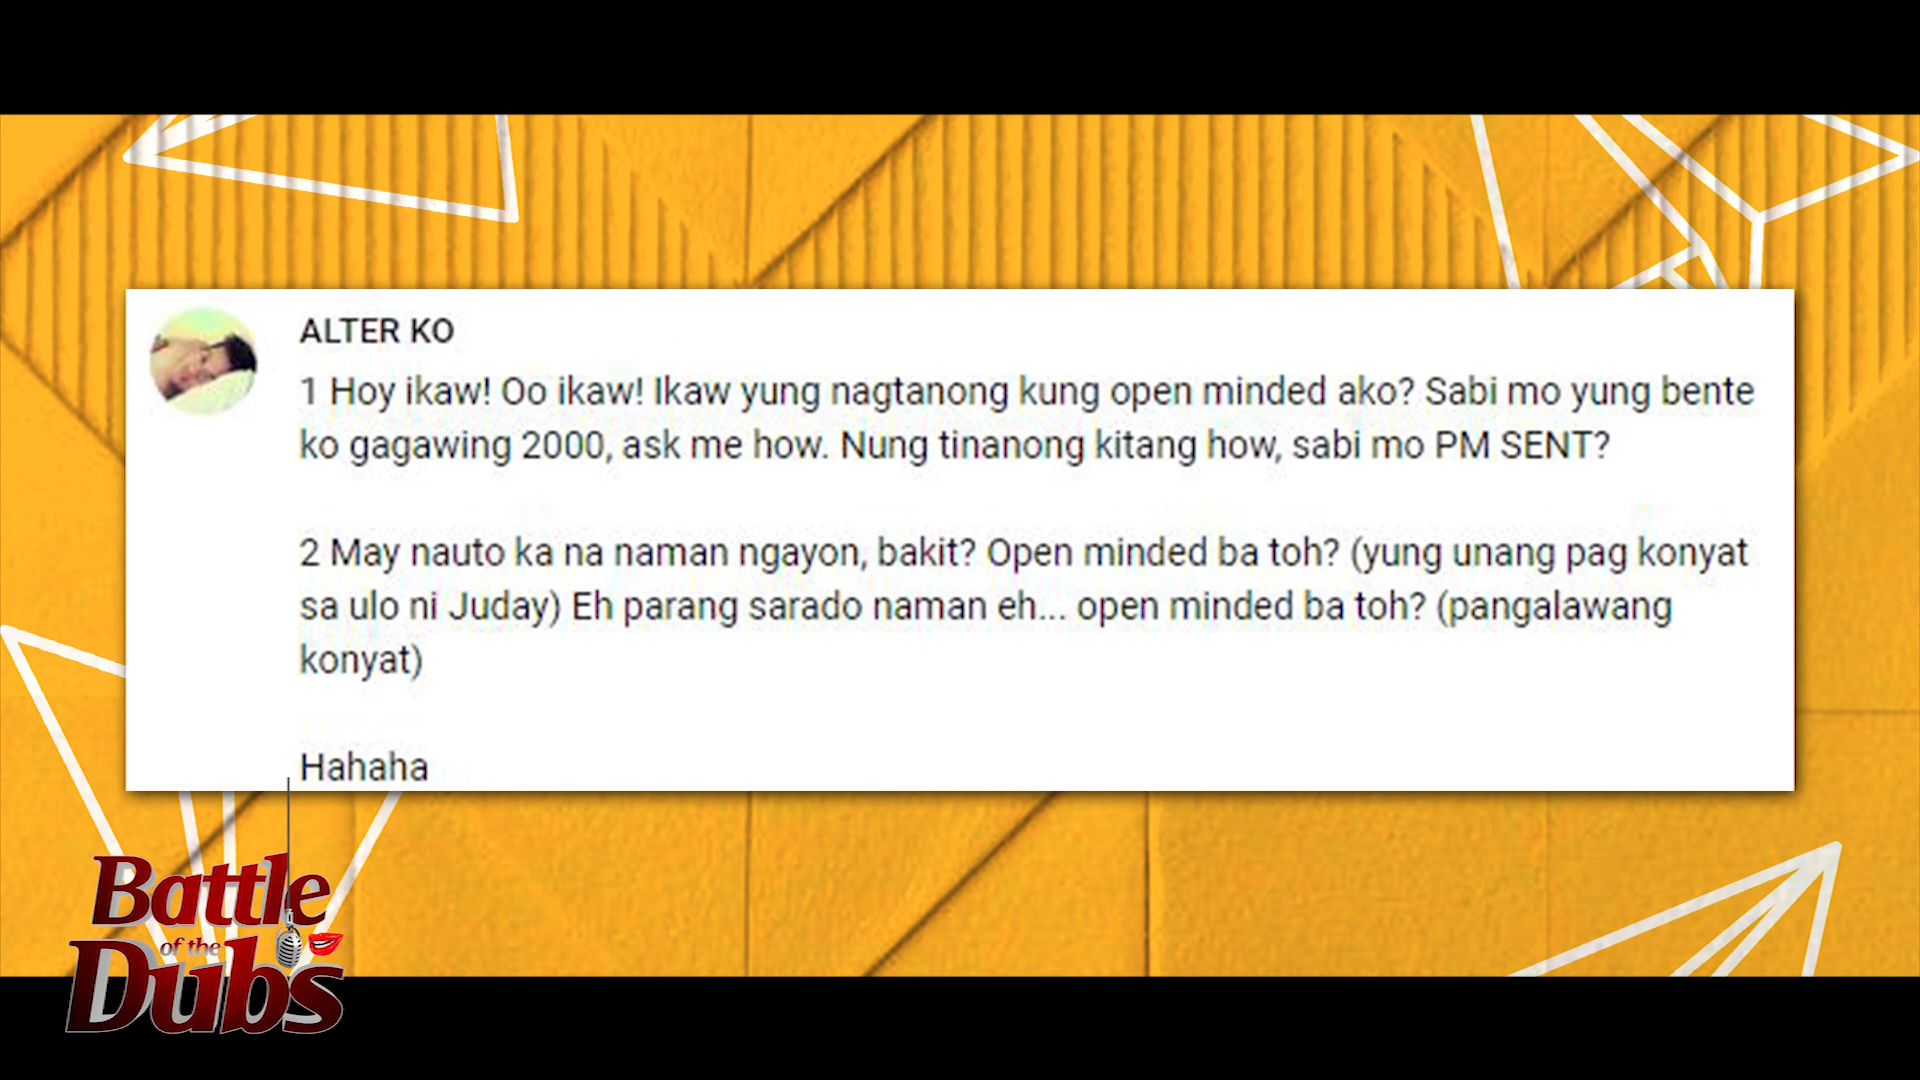 ALTER KO
1 Hoy ikaw! Oo ikaw! Ikaw yung nagtanong kung open minded ako? Sabi mo yung bente
ko gagawing 2000, ask me how. Nung tinanong kitang how, sabi mo PM SENT?
2 May nauto ka na naman ngayon, bakit? Open minded ba toh? (yung unang pag konyat
sa ulo ni Juday) Eh parang sarado naman eh... open minded ba toh? (pangalawang
konyat)
Hahaha
Battle
of the
Dubs